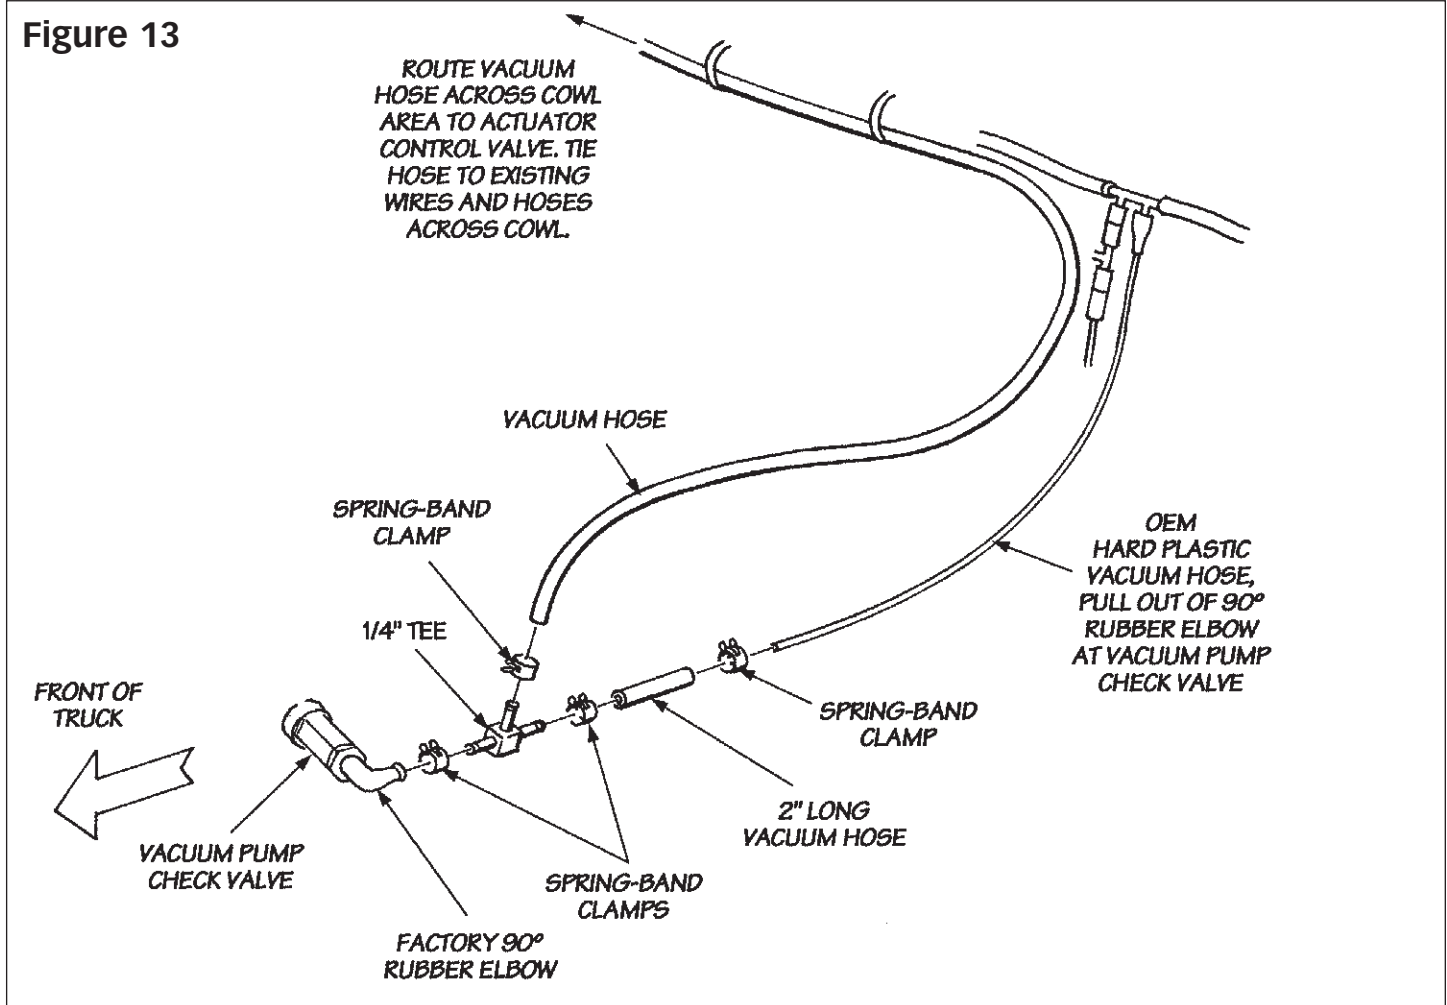 Figure 13
ROUTE VACUUM
HOSE ACROSS COWL
AREA TO ACTUATOR
CONTROL VALVE. TIE
HOSE TO EXISTING
WIRES AND HOSES
ACROSS COWL.
VACUUM HOSE
SPRING-BAND
CLAMP
1/4" TEE
FRONT OF
TRUCK
OEM
HARD PLASTIC
VACUUM HOSE,
PULL OUT OF 90º
RUBBER ELBOW
AT VACUUM PUMP
CHECK VALVE
SPRING-BAND
CLAMP
2" LONG
VACUUM HOSE
VACUUM PUMP
CHECK VALVE
SPRING-BAND
CLAMPS
FACTORY 90º
RUBBER ELBOW